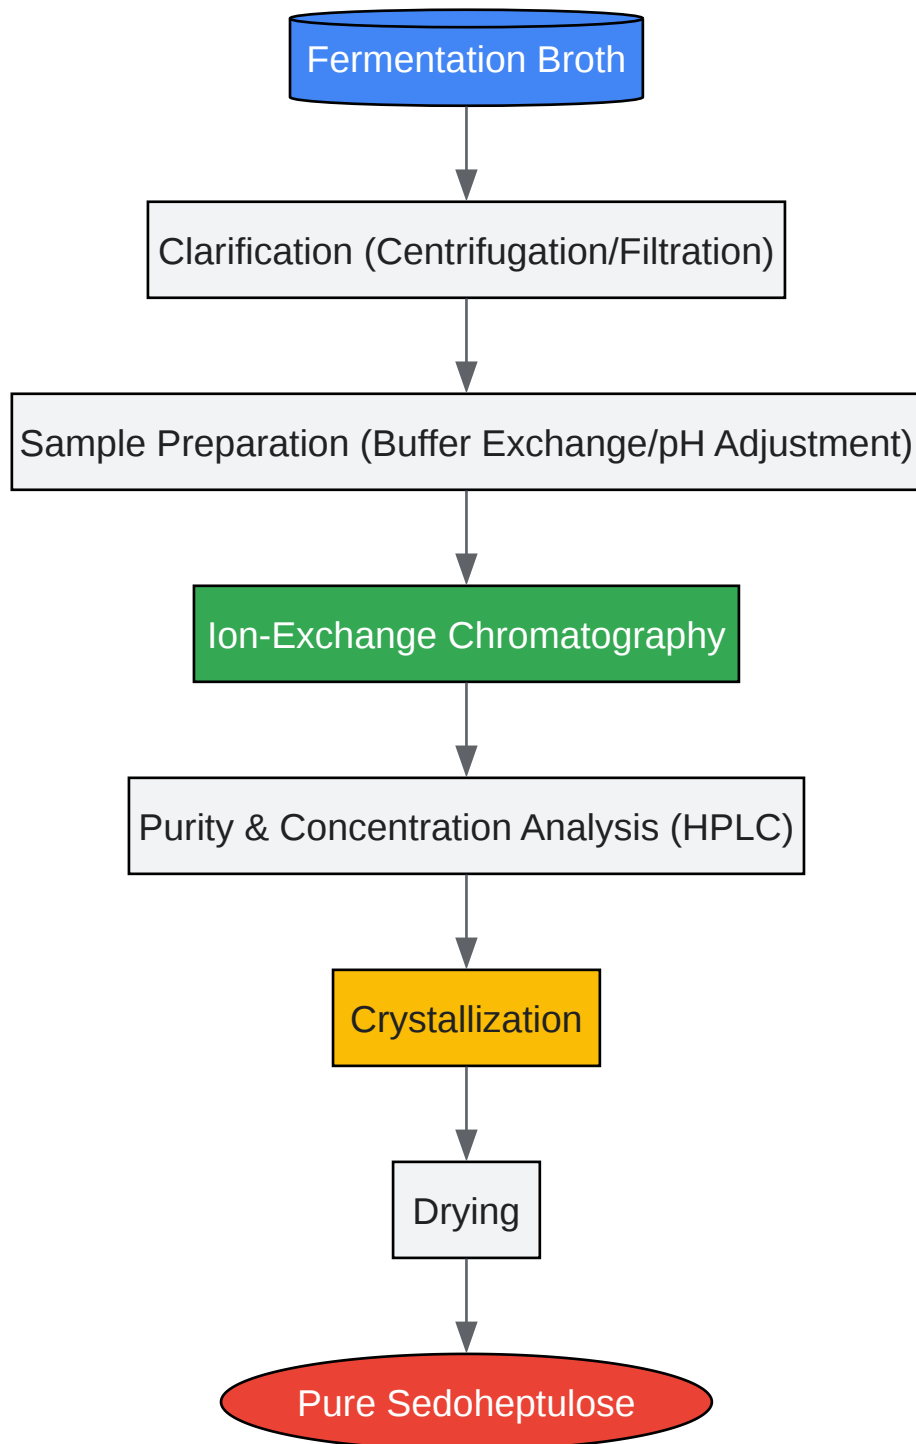 Fermentation Broth
Clarification (Centrifugation/Filtration)
Sample Preparation (Buffer Exchange/pH Adjustment)
Ion-Exchange Chromatography
Purity & Concentration Analysis (HPLC)
Crystallization
Drying
Pure Sedoheptulose